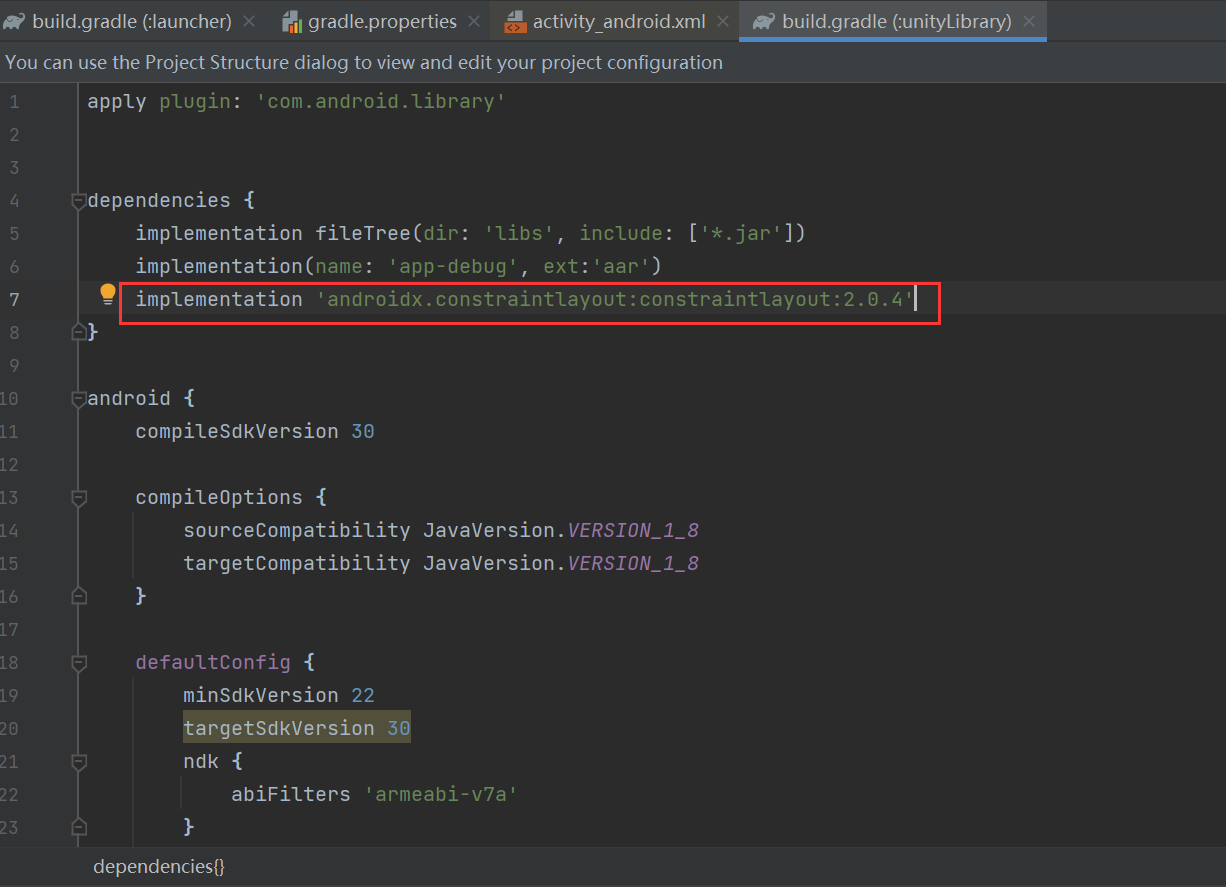 build.gradle (:launcher) gradle.properties activity_android.xml build.gradle (:unityLibrary)
You can use the Project Structure dialog to view and edit your project configuration
1 apply plugin: 'com.android.library'
2
3
4 dependencies {
5 implementation fileTree(dir: 'libs', include: ['*.jar'])
6 implementation(name: 'app-debug', ext:'aar')
7 implementation 'androidx.constraintlayout:constraintlayout:2.0.4'
8 }
9
10 android {
11 compileSdkVersion 30
12
13 compileOptions {
14 sourceCompatibility JavaVersion.VERSION_1_8
15 targetCompatibility JavaVersion.VERSION_1_8
16 }
17
18 defaultConfig {
19 minSdkVersion 22
20 targetSdkVersion 30
21 ndk {
22 abiFilters 'armeabi-v7a'
23 }
dependencies{}